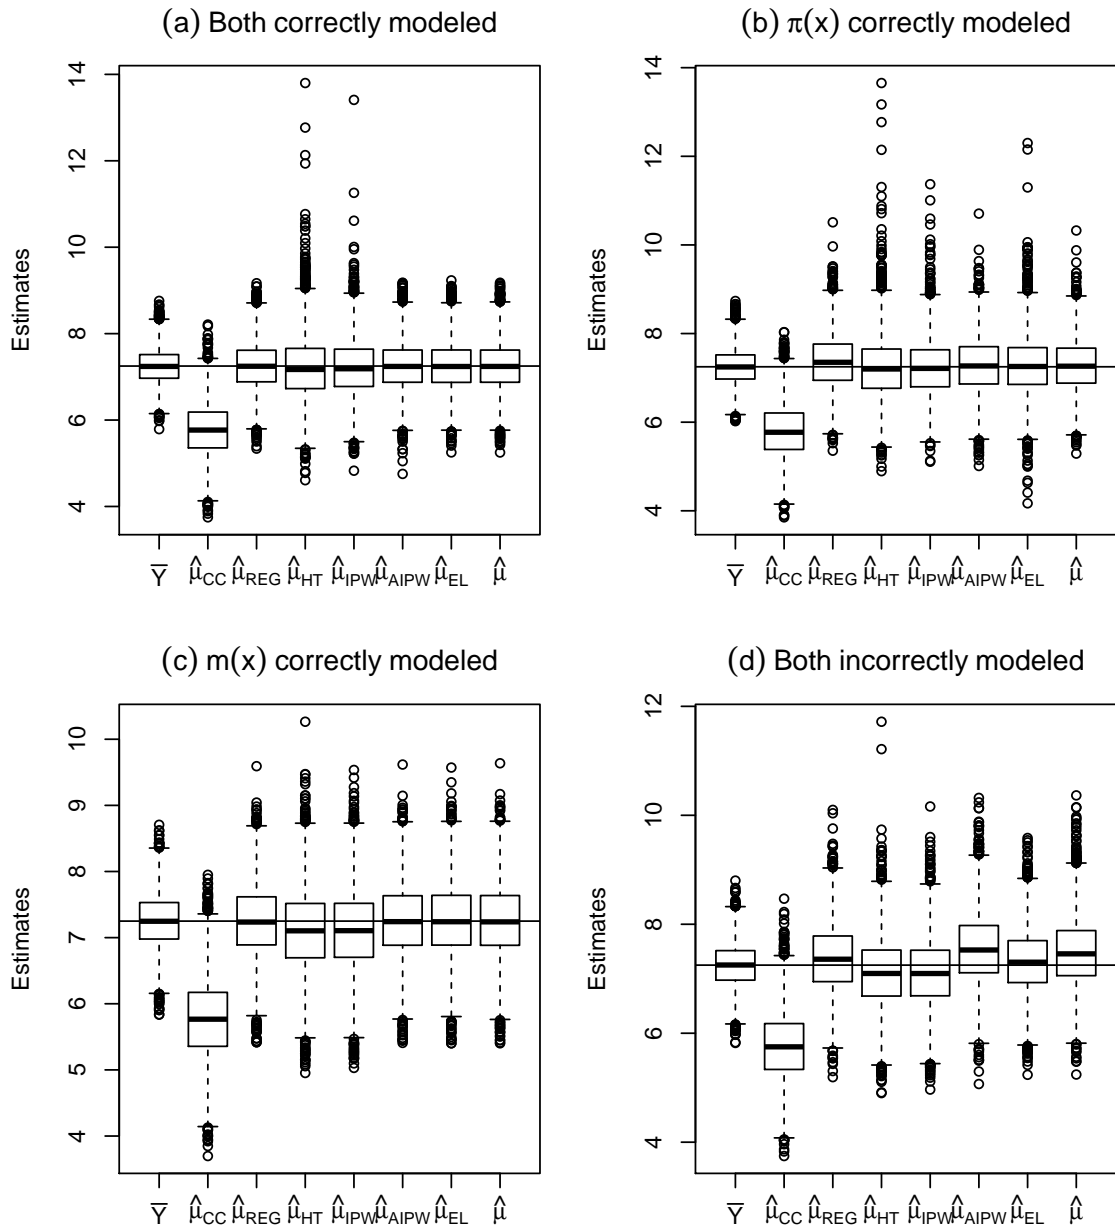 (a) Both correctly modeled
Estimates
14
12
10
8
6
4
Y̅ μ̂CC μ̂REG μ̂HT μ̂IPW μ̂AIPW μ̂EL μ̂
(b) π(x) correctly modeled
Estimates
14
12
10
8
6
4
Y̅ μ̂CC μ̂REG μ̂HT μ̂IPW μ̂AIPW μ̂EL μ̂
(c) m(x) correctly modeled
Estimates
10
9
8
7
6
5
4
Y̅ μ̂CC μ̂REG μ̂HT μ̂IPW μ̂AIPW μ̂EL μ̂
(d) Both incorrectly modeled
Estimates
12
10
8
6
4
Y̅ μ̂CC μ̂REG μ̂HT μ̂IPW μ̂AIPW μ̂EL μ̂